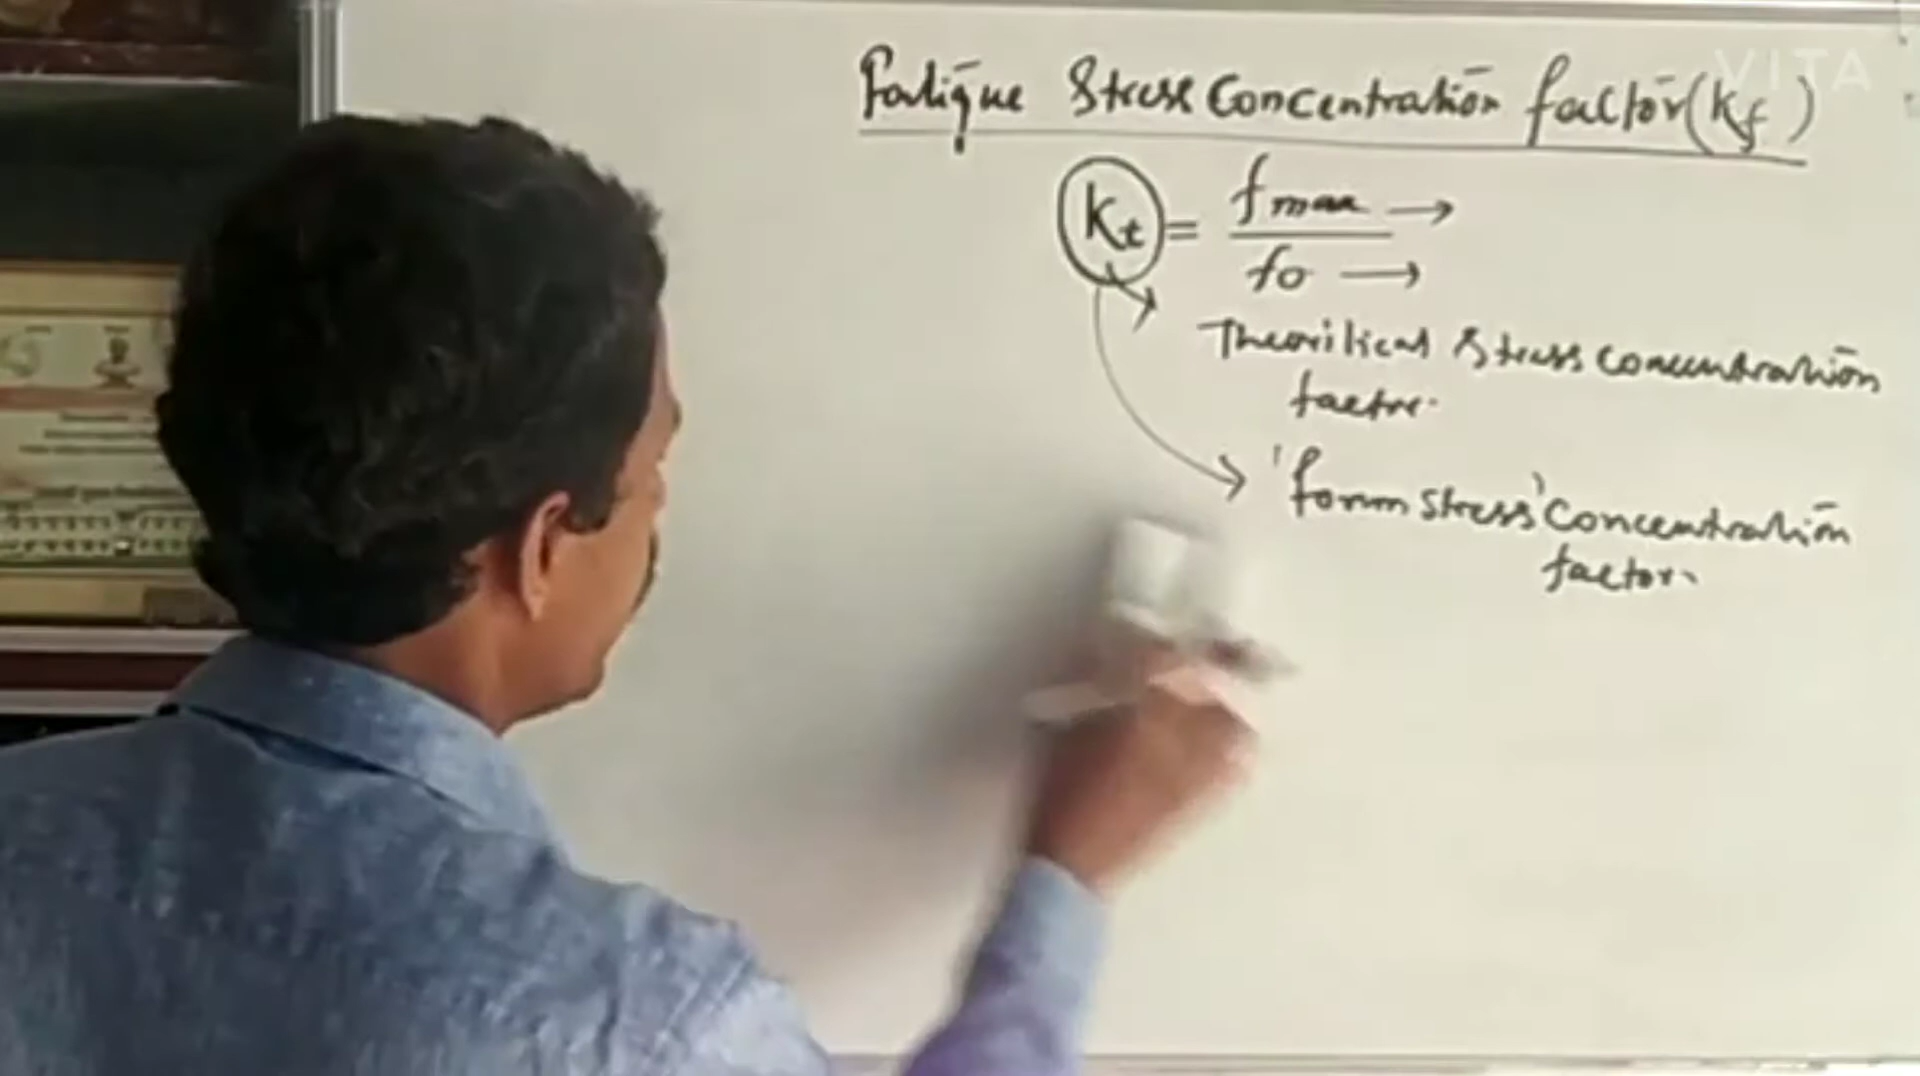 VITA
Fatigue Stress Concentration factor (Kf)
Kt = fmax →
fo →
Theoritical Stress concentration
factor.
'form stress' concentration
factor.